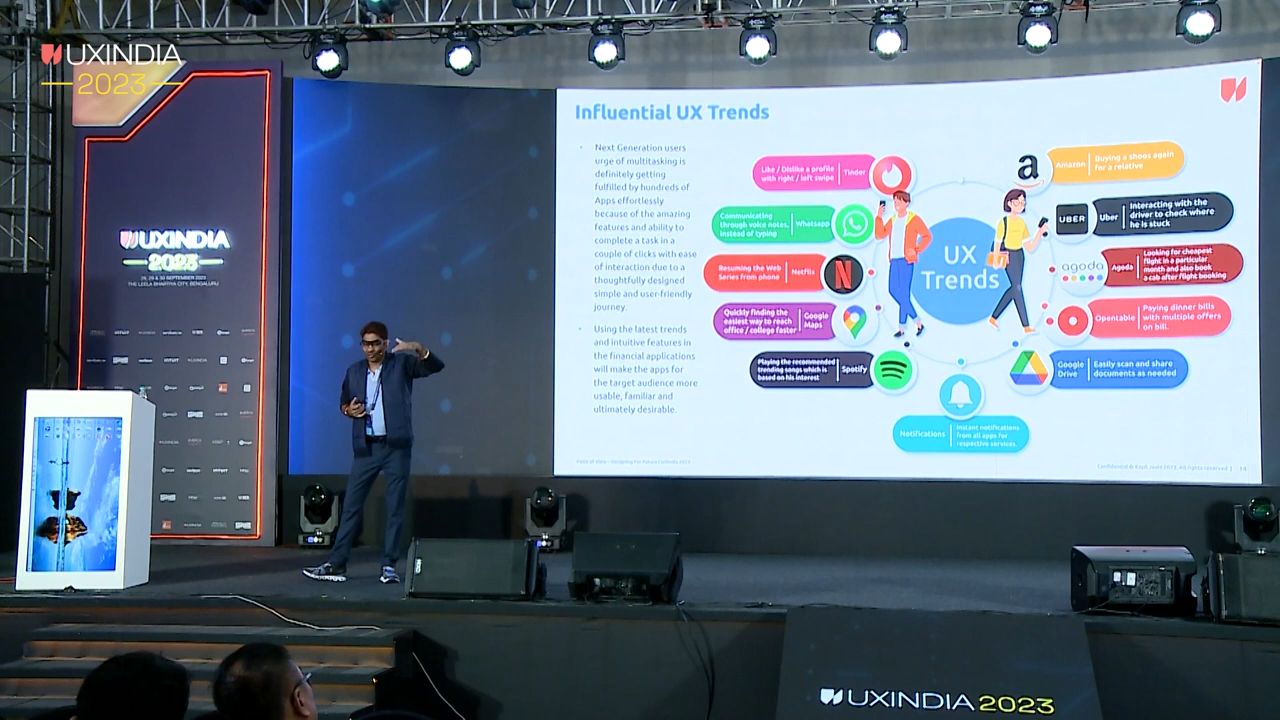 UXINDIA
2023
UXINDIA
2023
28, 29 & 30 SEPTEMBER 2023
THE LEELA BHARTIYA CITY, BENGALURU
Influential UX Trends
Next Generation users
urge of multitasking is
definitely getting
fulfilled by hundreds of
Apps effortlessly
because of the amazing
features and ability to
complete a task in a
couple of clicks with ease
of interaction due to a
thoughtfully designed
simple and user-friendly
journey.
Using the latest trends
and intuitive features in
the financial applications
will make the apps for
the target audience more
usable, familiar and
ultimately desirable.
Like / Dislike a profile
with right / left swipe
Tinder
Communicating
through voice notes,
instead of typing
Whatsapp
Resuming the Web
Series from phone
Netflix
N
Quickly finding the
easiest way to reach
office / college faster
Google
Maps
Playing the recommended
trending songs which is
based on his interest
Spotify
UX
Trends
a
Amazon
Buying a shoes again
for a relative
UBER
Uber
Interacting with the
driver to check where
he is stuck
agoda
Agoda
Looking for cheapest
flight in a particular
month and also book
a cab after flight booking
Opentable
Paying dinner bills
with multiple offers
on bill.
Google
Drive
Easily scan and share
documents as needed
Notifications
Instant notifications
from all apps for
respective services.
UXINDIA 2023